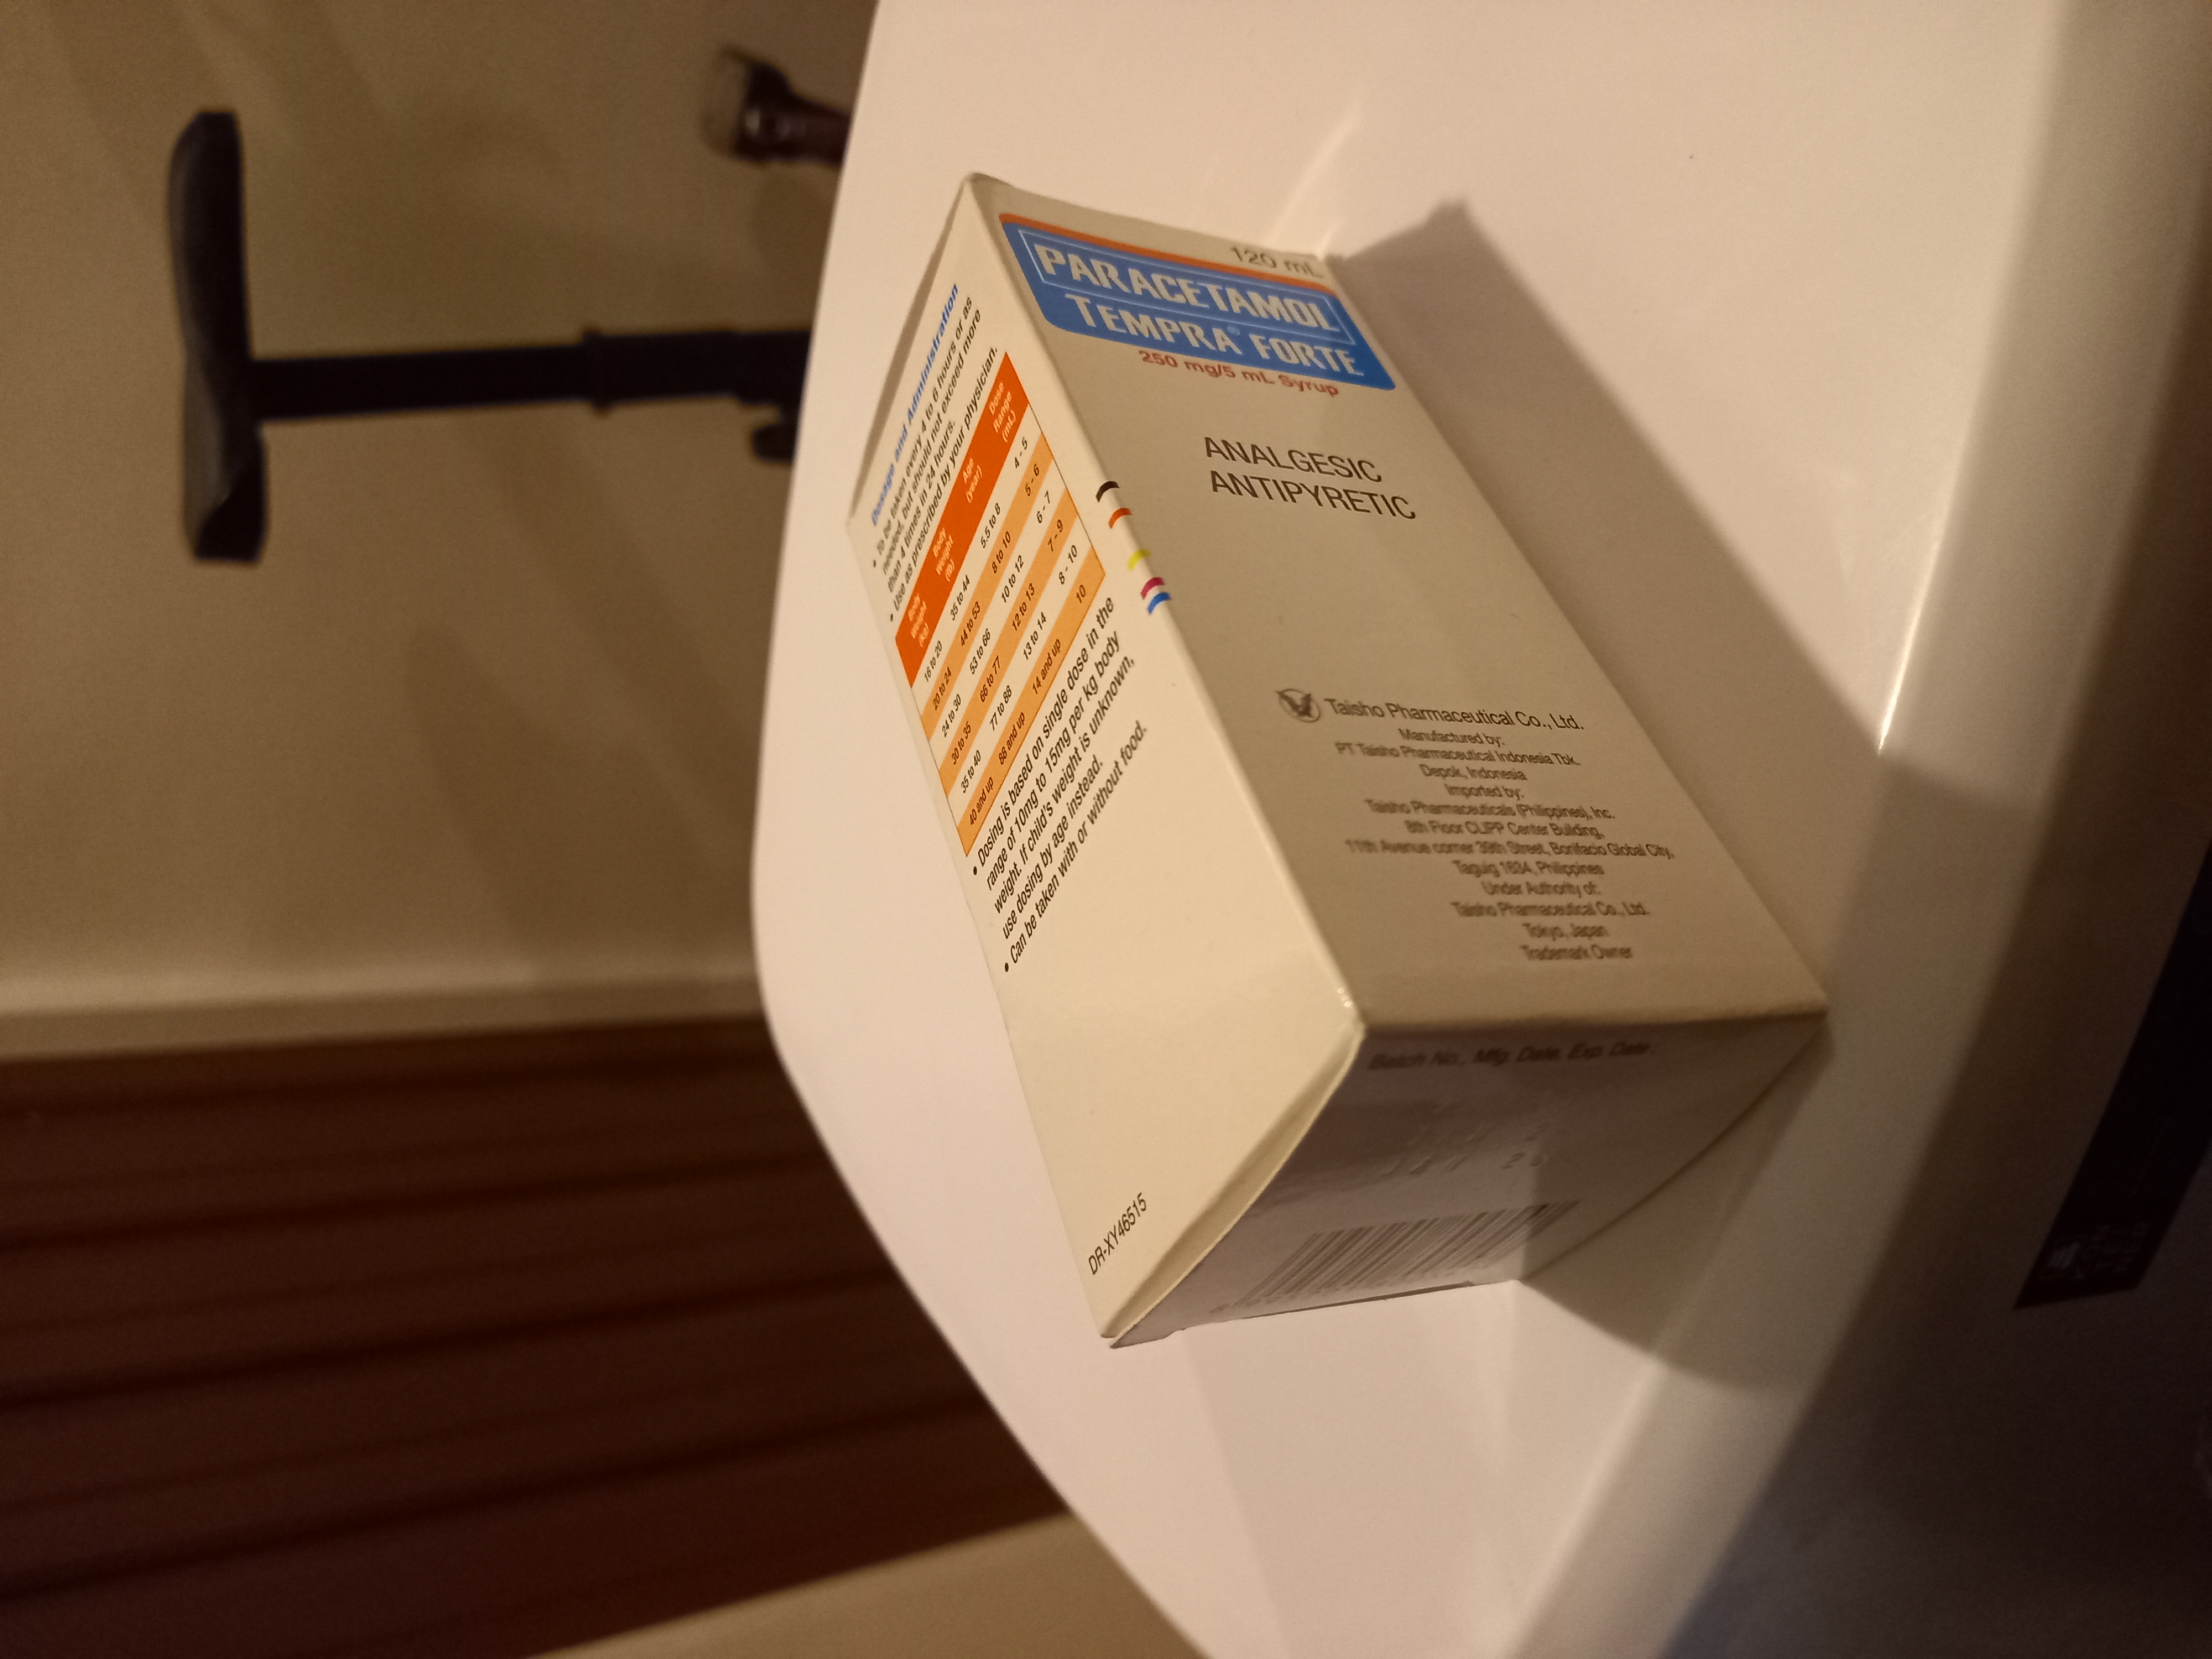 Dosage and Administration
• To be taken every 4 to 6 hours or as
needed, but should not exceed more
than 4 times in 24 hours.
• Use as prescribed by your physician.
Body Weight (kg) Body Weight (lb) Age (year) Dose Range (mL)
16 to 20 35 to 44 5.5 to 8 4 - 5
20 to 24 44 to 53 8 to 10 5 - 6
24 to 30 53 to 66 10 to 12 6 - 7
30 to 35 66 to 77 12 to 13 7 - 9
35 to 40 77 to 88 13 to 14 8 - 10
40 and up 88 and up 14 and up 10
• Dosing is based on single dose in the
range of 10mg to 15mg per kg body
weight. If child's weight is unknown,
use dosing by age instead.
• Can be taken with or without food.
DR-XY46515
120 mL
PARACETAMOL
TEMPRA® FORTE
250 mg/5 mL Syrup
ANALGESIC
ANTIPYRETIC
Taisho Pharmaceutical Co., Ltd.
Manufactured by:
PT Taisho Pharmaceutical Indonesia Tbk.
Depok, Indonesia
Imported by:
Taisho Pharmaceuticals (Philippines), Inc.
8th Floor CLIPP Center Building,
11th Avenue corner 39th Street, Bonifacio Global City,
Taguig 1634, Philippines
Under Authority of:
Taisho Pharmaceutical Co., Ltd.
Tokyo, Japan
Trademark Owner
Batch No., Mfg Date, Exp Date